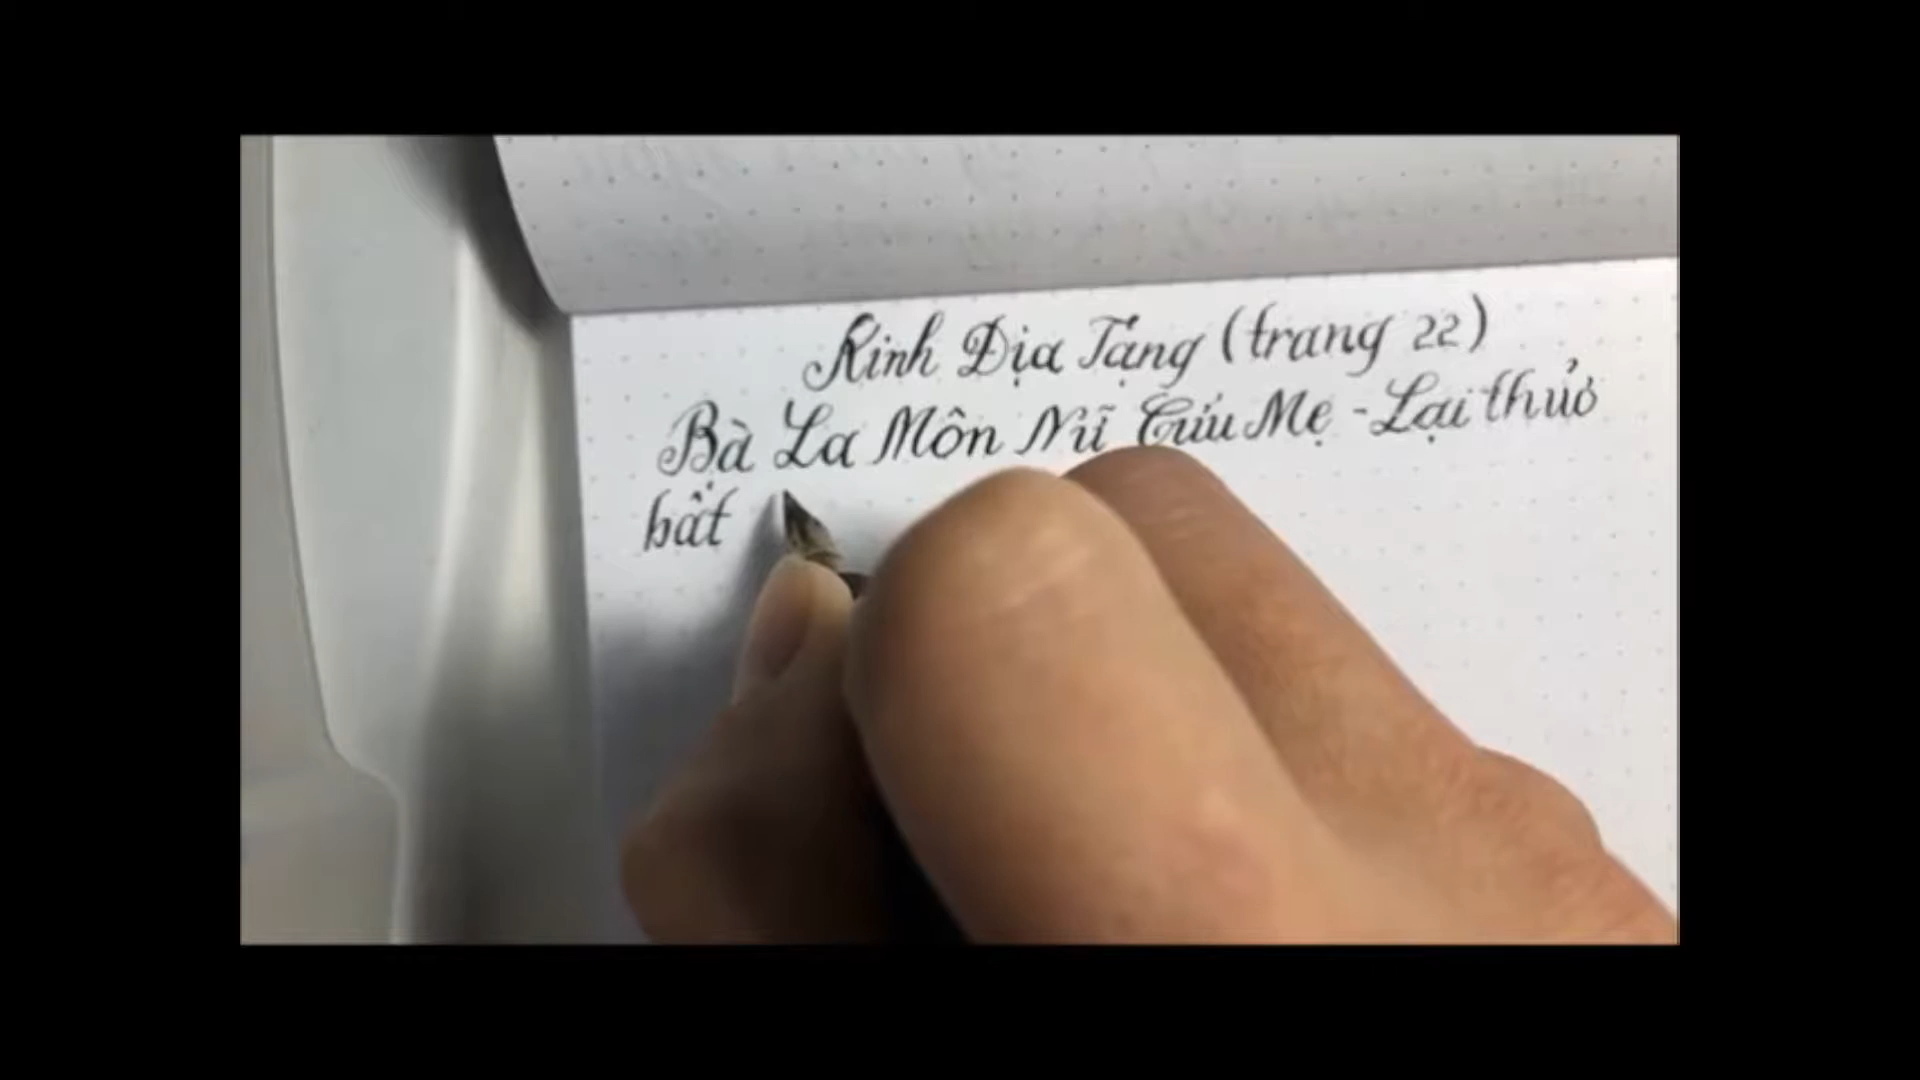 Kinh Địa Tạng (trang 22)
Bà La Môn Nữ Cứu Mẹ - Lại thuở
bất